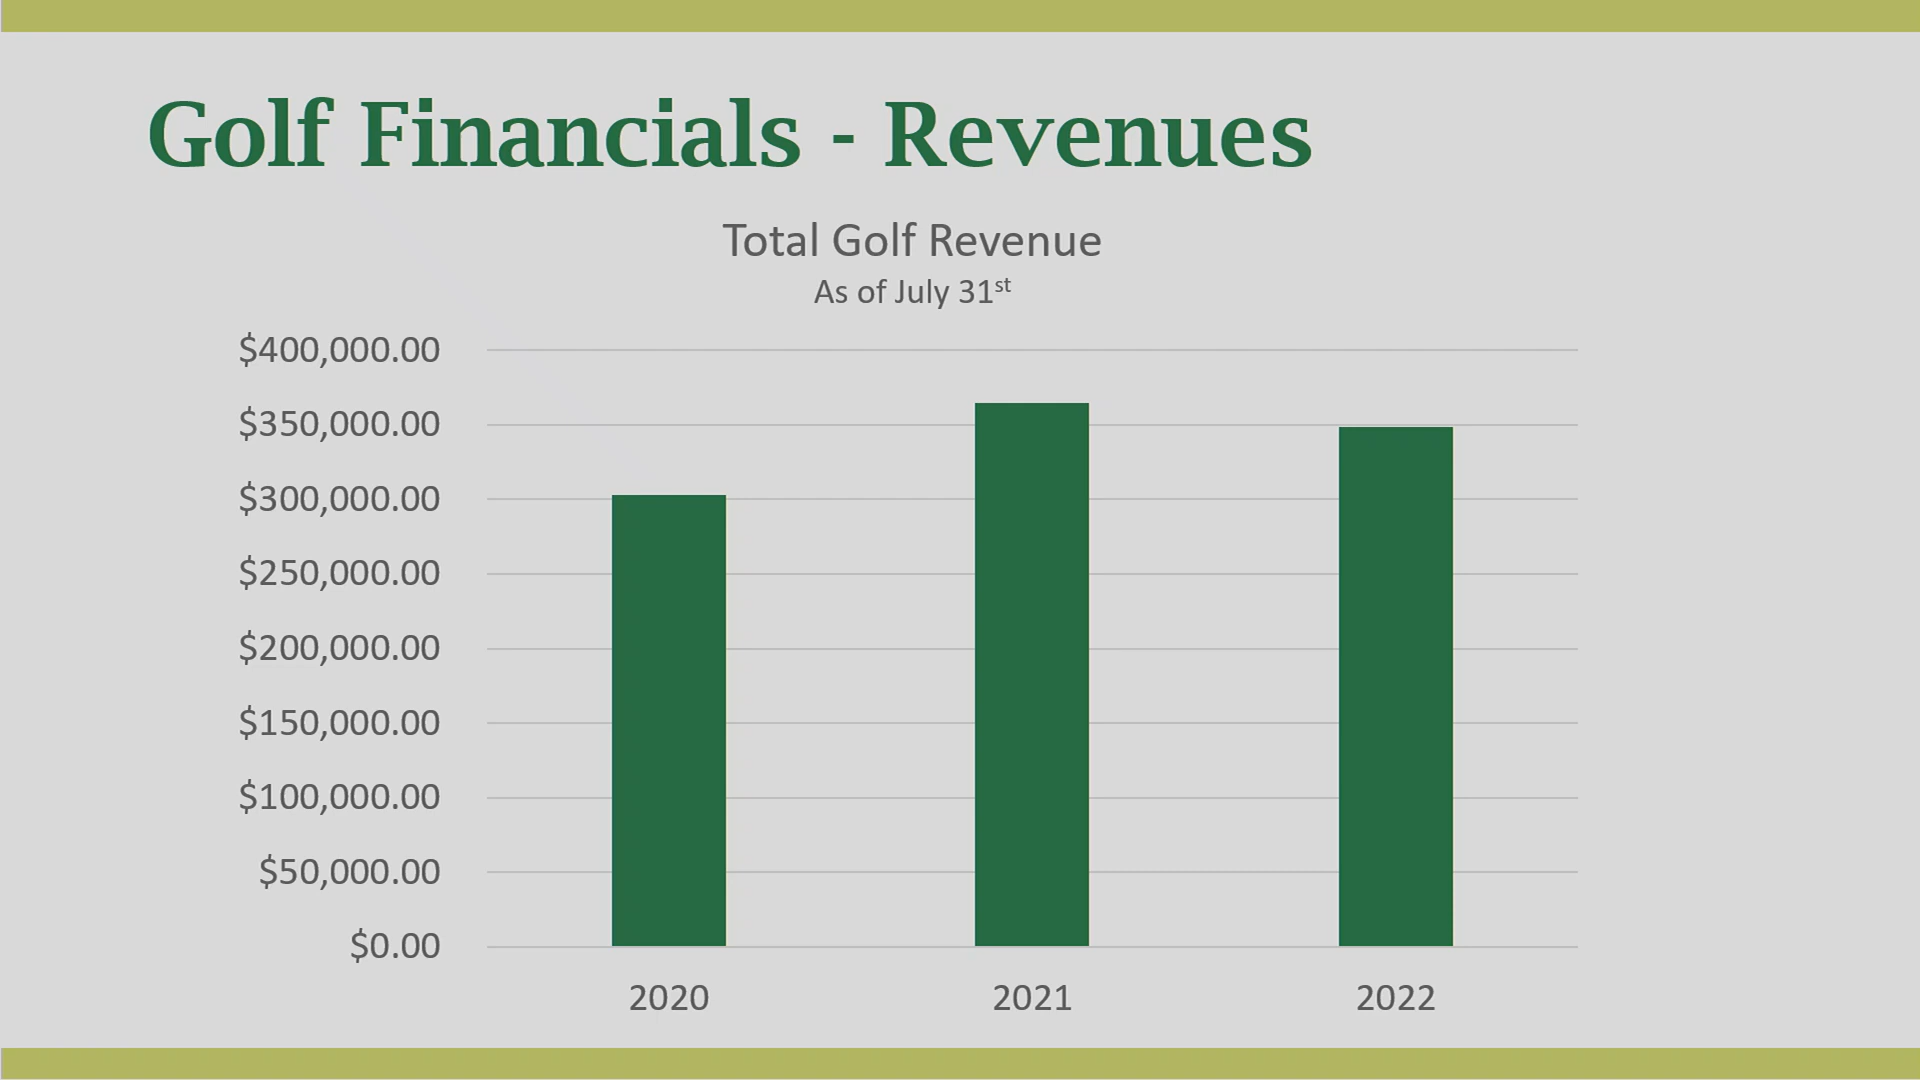 Golf Financials - Revenues
Total Golf Revenue
As of July 31st
$400,000.00
$350,000.00
$300,000.00
$250,000.00
$200,000.00
$150,000.00
$100,000.00
$50,000.00
$0.00
2020 2021 2022